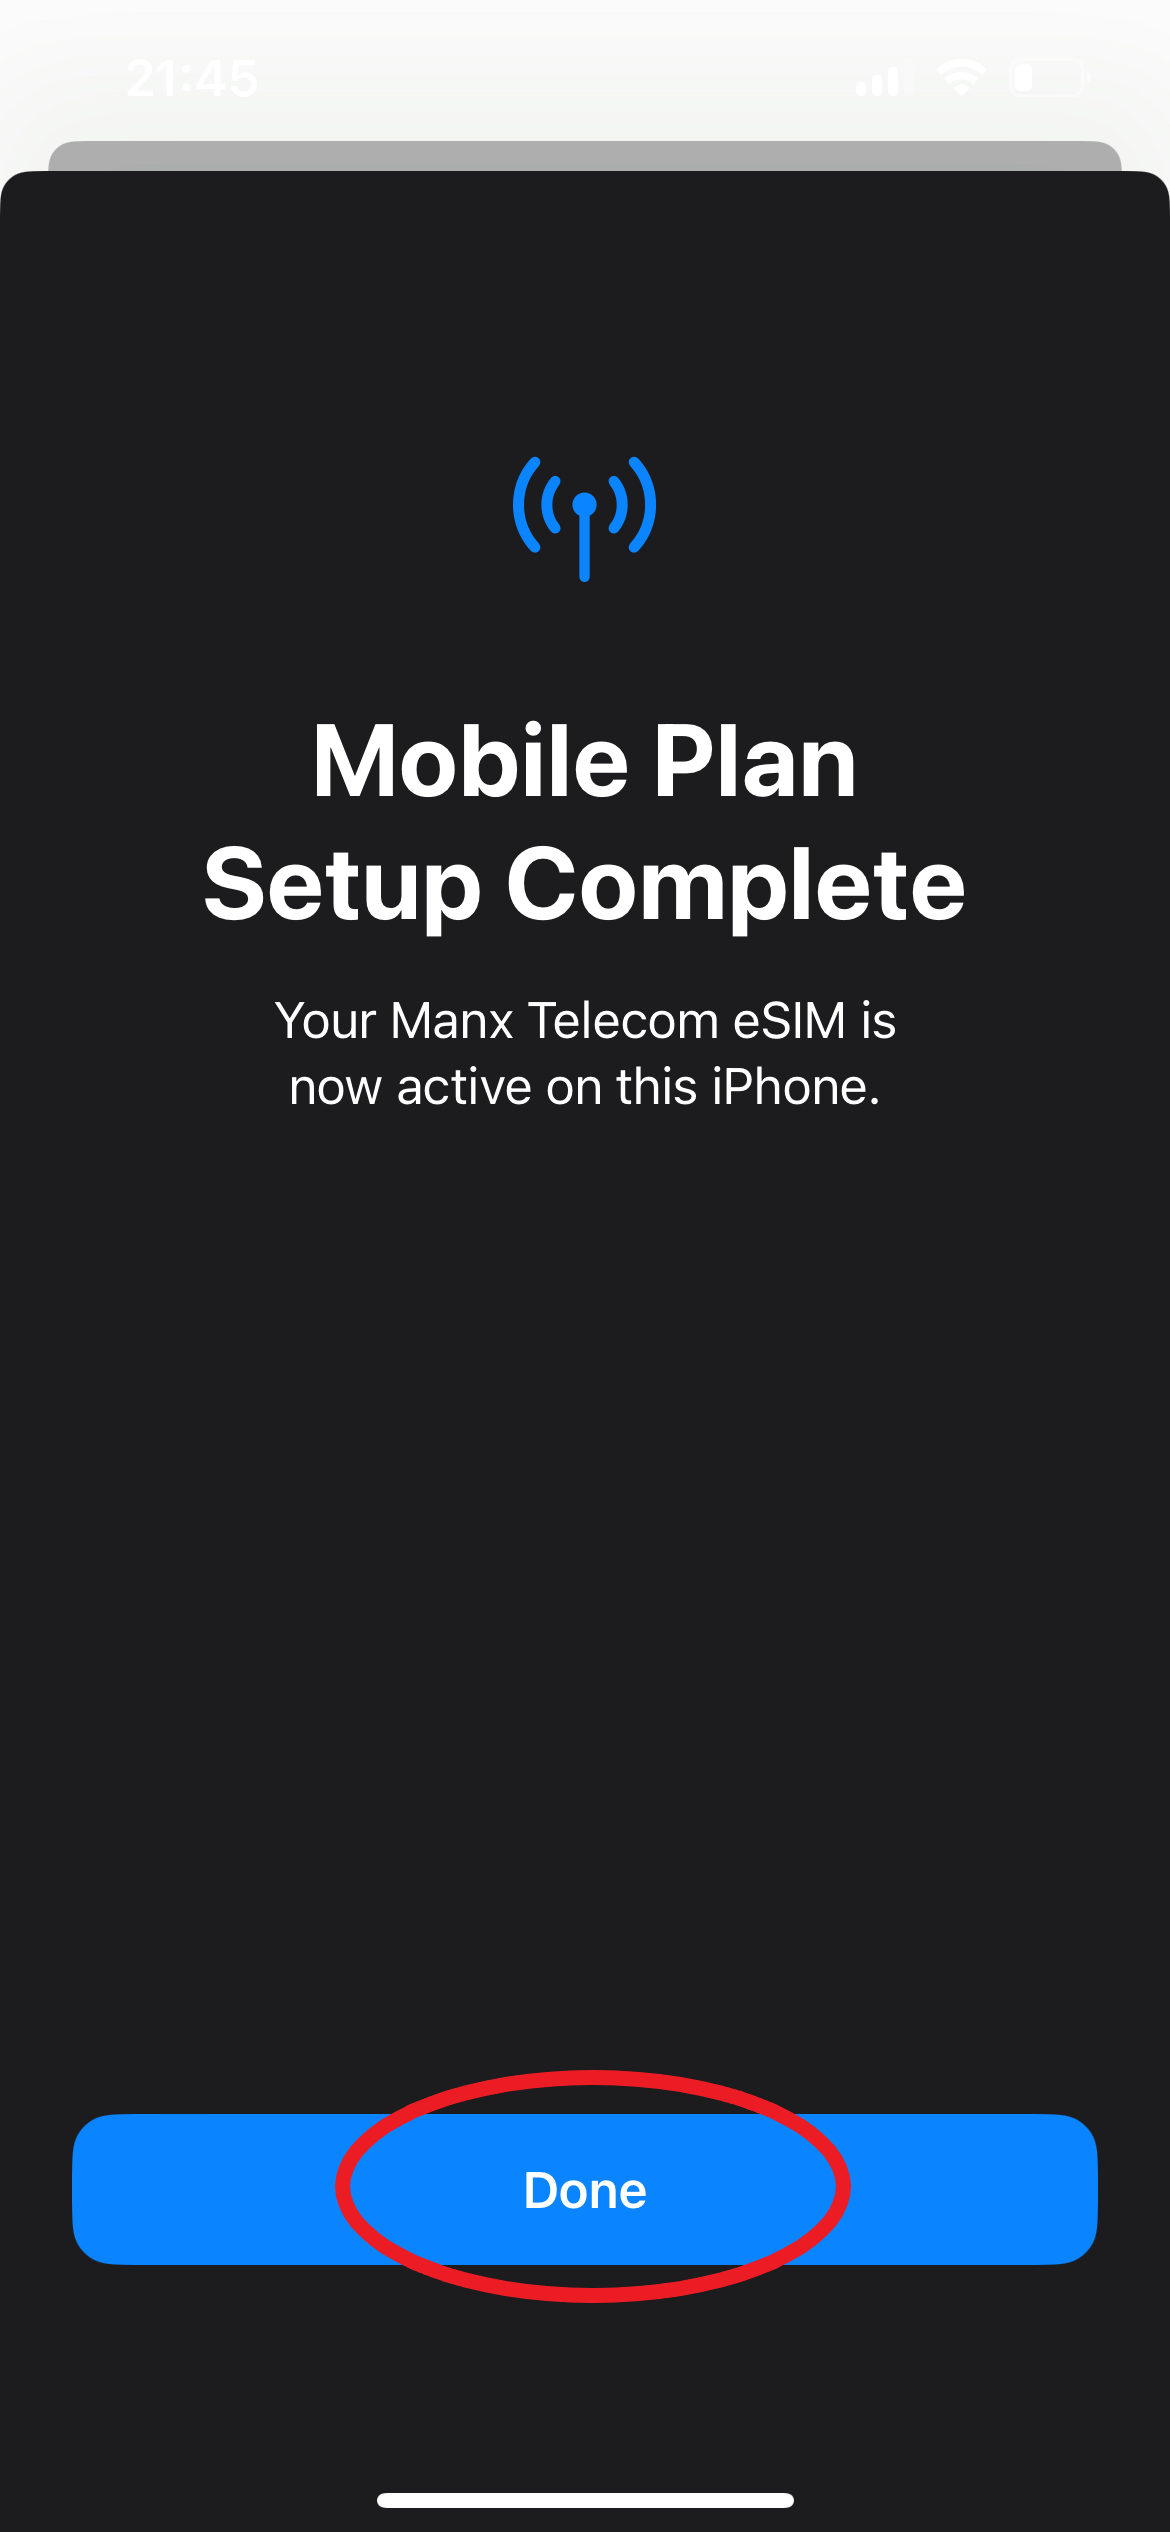 21:45
Mobile Plan
Setup Complete
Your Manx Telecom eSIM is
now active on this iPhone.
Done